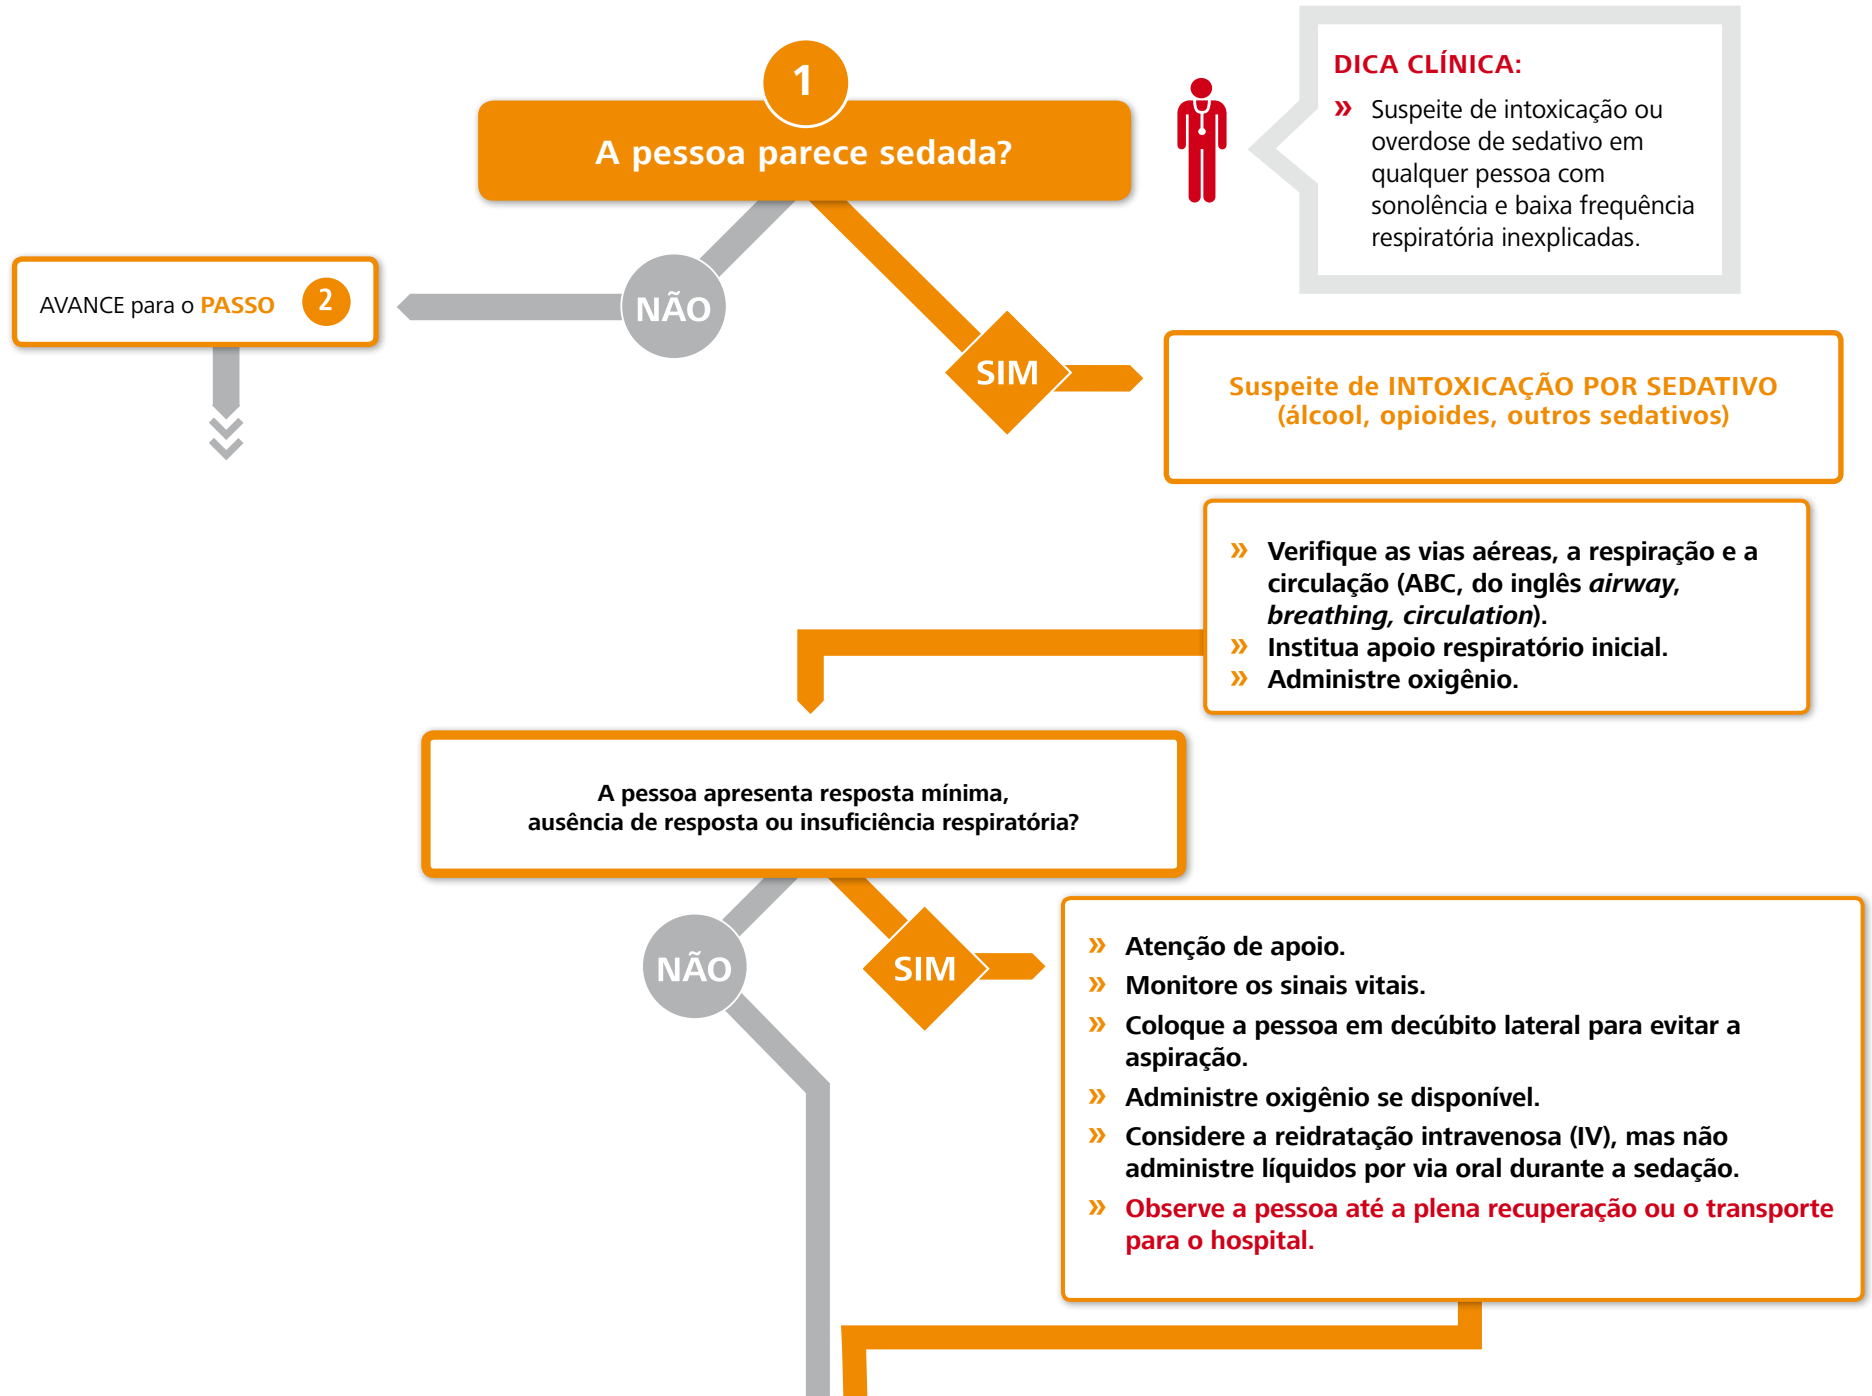 1
A pessoa parece sedada?
DICA CLÍNICA:
» Suspeite de intoxicação ou
overdose de sedativo em
qualquer pessoa com
sonolência e baixa frequência
respiratória inexplicadas.
NÃO
AVANCE para o PASSO 2
SIM
Suspeite de INTOXICAÇÃO POR SEDATIVO
(álcool, opioides, outros sedativos)
» Verifique as vias aéreas, a respiração e a
circulação (ABC, do inglês airway,
breathing, circulation).
» Institua apoio respiratório inicial.
» Administre oxigênio.
A pessoa apresenta resposta mínima,
ausência de resposta ou insuficiência respiratória?
NÃO
SIM
» Atenção de apoio.
» Monitore os sinais vitais.
» Coloque a pessoa em decúbito lateral para evitar a
aspiração.
» Administre oxigênio se disponível.
» Considere a reidratação intravenosa (IV), mas não
administre líquidos por via oral durante a sedação.
» Observe a pessoa até a plena recuperação ou o transporte
para o hospital.